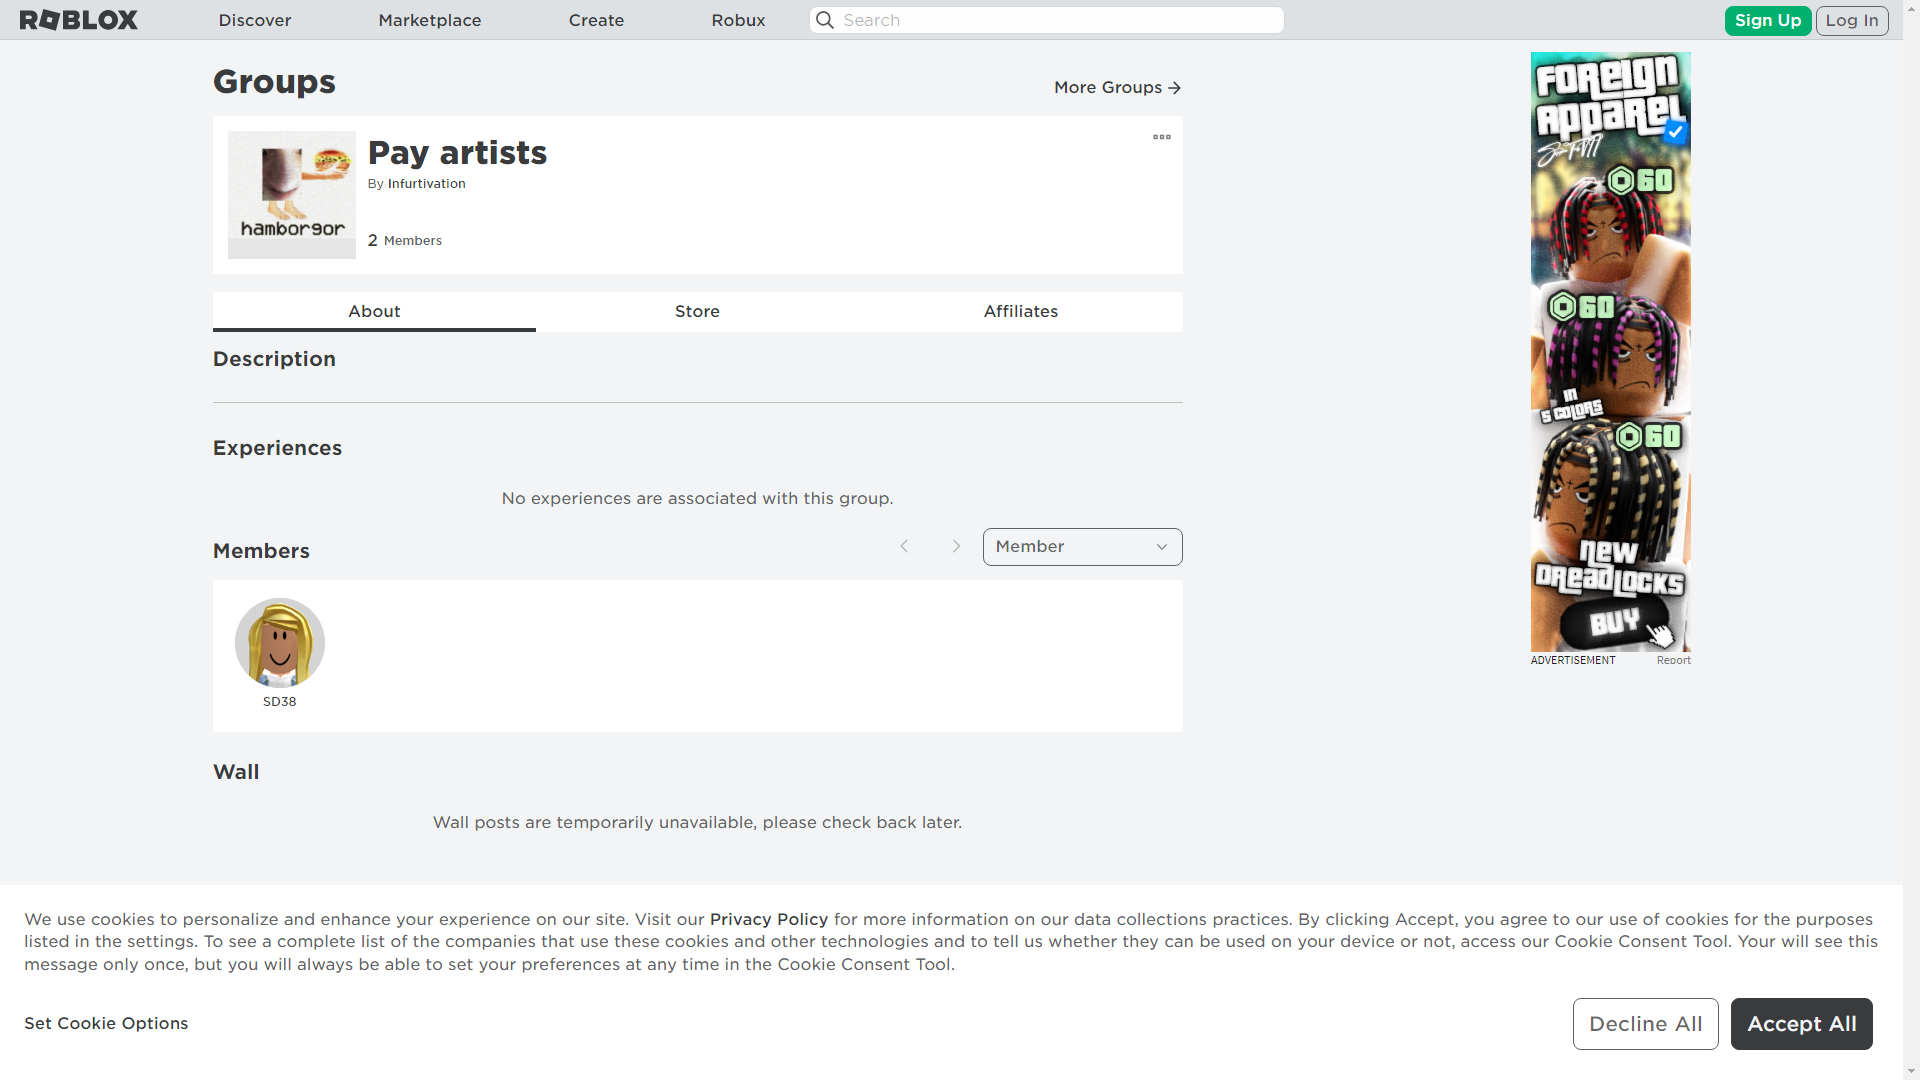 ROBLOX
Discover
Marketplace
Create
Robux
Search
Sign Up
Log In
Groups
More Groups
hamborgor
Pay artists
By Infurtivation
2 Members
About
Store
Affiliates
Description
Experiences
No experiences are associated with this group.
Members
Member
SD38
Wall
Wall posts are temporarily unavailable, please check back later.
FOREIGN
APPAREL
60
60
IN
5 COLORS
60
NEW
DREADLOCKS
BUY
ADVERTISEMENT
Report
We use cookies to personalize and enhance your experience on our site. Visit our Privacy Policy for more information on our data collections practices. By clicking Accept, you agree to our use of cookies for the purposes
listed in the settings. To see a complete list of the companies that use these cookies and other technologies and to tell us whether they can be used on your device or not, access our Cookie Consent Tool. Your will see this
message only once, but you will always be able to set your preferences at any time in the Cookie Consent Tool.
Set Cookie Options
Decline All
Accept All